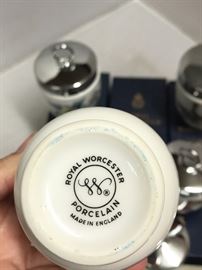 ROYAL WORCESTER
W ®
PORCELAIN
MADE IN ENGLAND